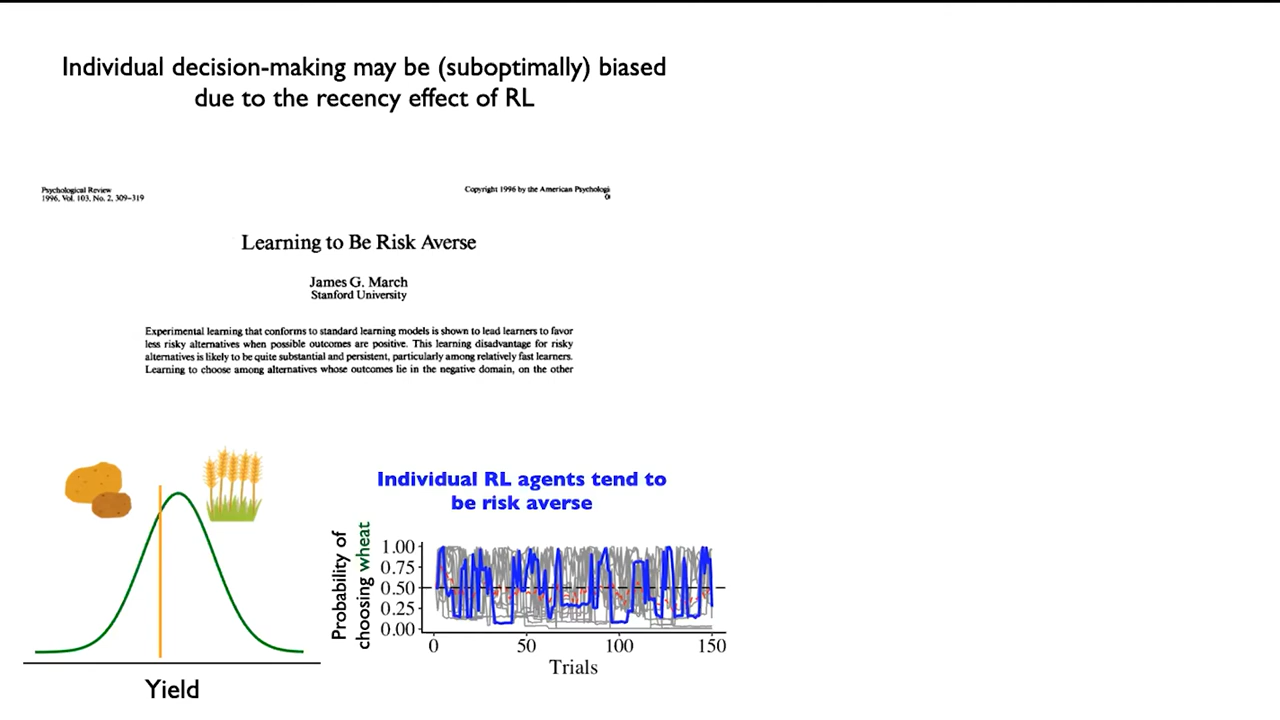 Individual decision-making may be (suboptimally) biased
due to the recency effect of RL
Psychological Review
1996, Vol. 103, No. 2, 309–319
Copyright 1996 by the American Psychologi
Learning to Be Risk Averse
James G. March
Stanford University
Experimental learning that conforms to standard learning models is shown to lead learners to favor
less risky alternatives when possible outcomes are positive. This learning disadvantage for risky
alternatives is likely to be quite substantial and persistent, particularly among relatively fast learners.
Learning to choose among alternatives whose outcomes lie in the negative domain, on the other
Yield
Individual RL agents tend to
be risk averse
Probability of
choosing wheat
1.00
0.75
0.50
0.25
0.00
0
50
100
150
Trials